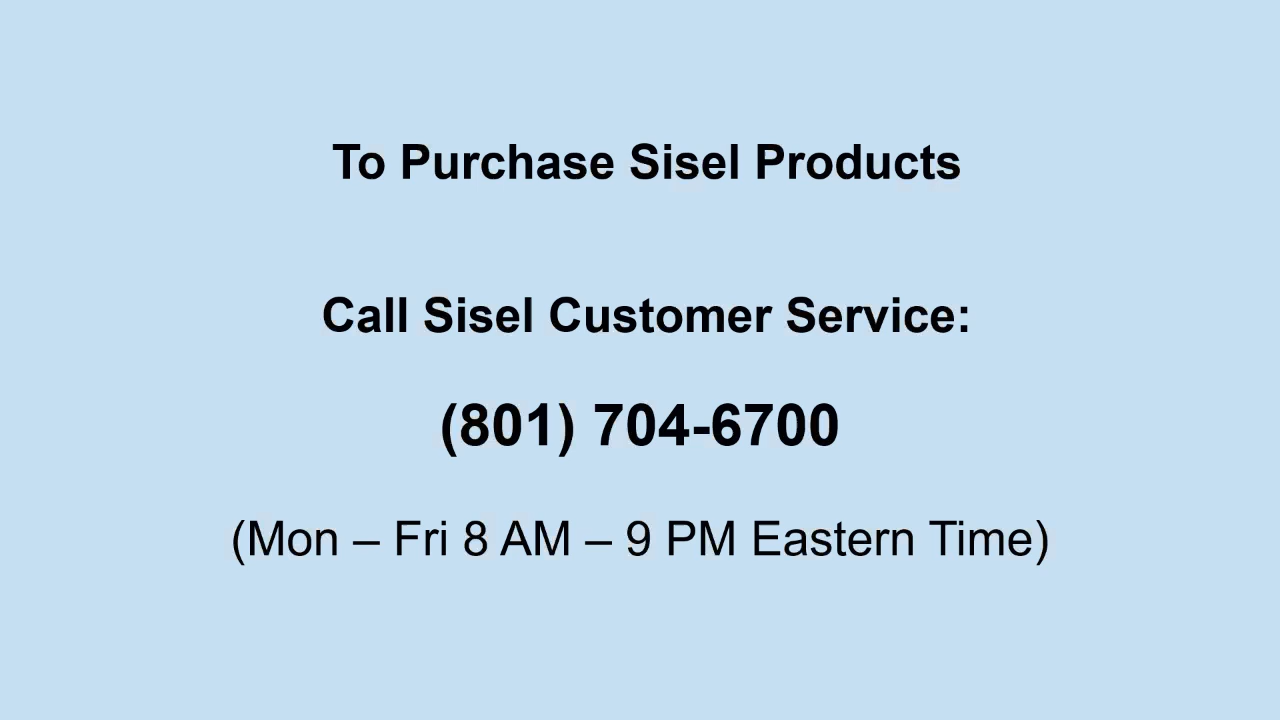 To Purchase Sisel Products
Call Sisel Customer Service:
(801) 704-6700
(Mon – Fri 8 AM – 9 PM Eastern Time)